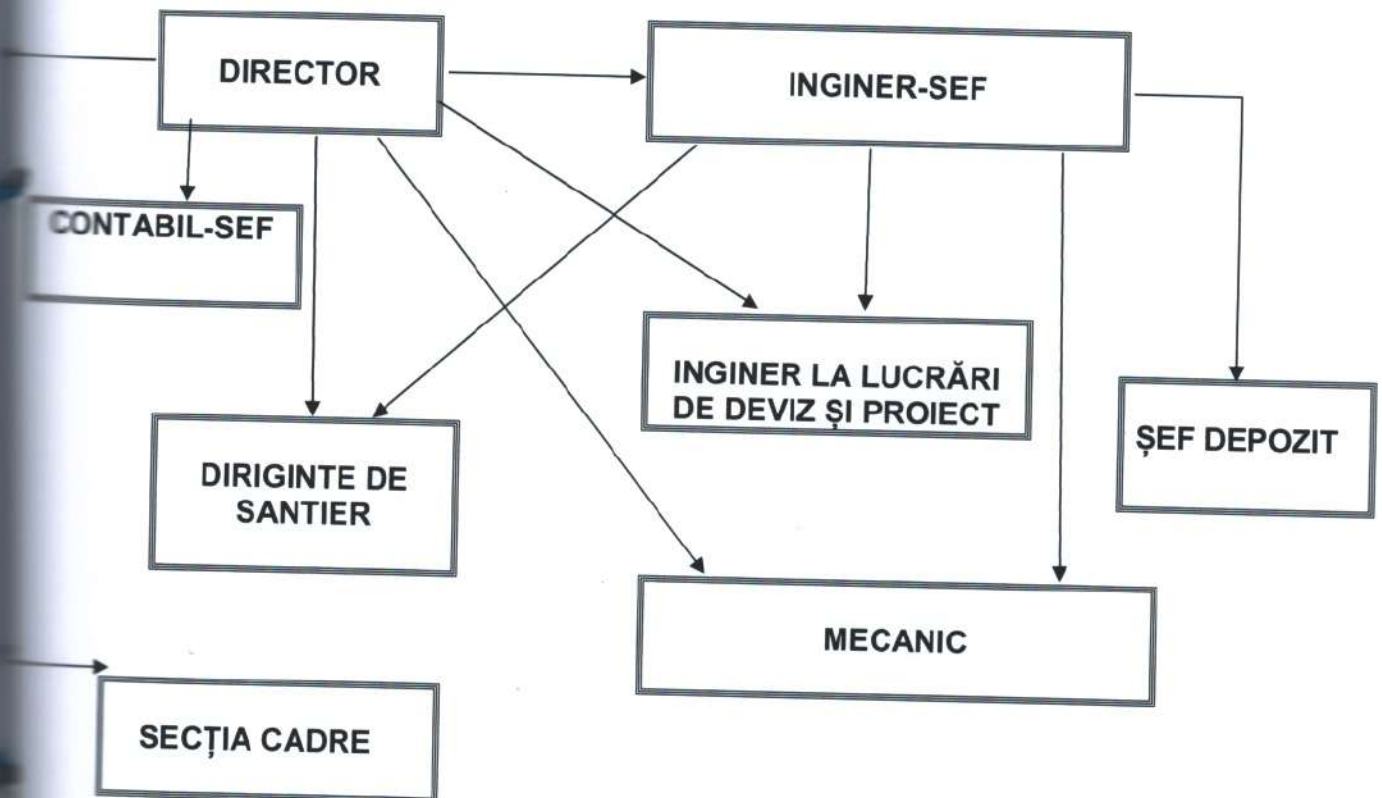 DIRECTOR
INGINER-SEF
CONTABIL-SEF
INGINER LA LUCRĂRI
DE DEVIZ ȘI PROIECT
ȘEF DEPOZIT
DIRIGINTE DE
SANTIER
MECANIC
SECȚIA CADRE